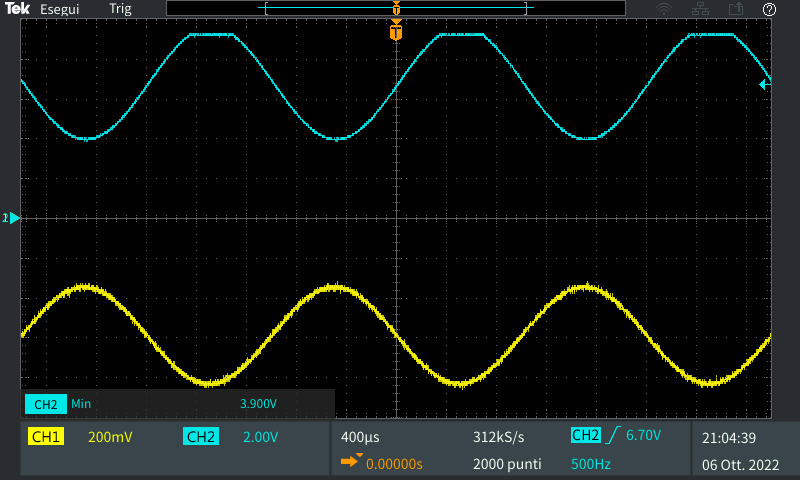 Tek Esegui Trig
T
T
?
CH2 Min 3.900V
CH1 200mV CH2 2.00V 400µs 312kS/s CH2 6.70V 21:04:39
0.00000s 2000 punti 500Hz 06 Ott. 2022